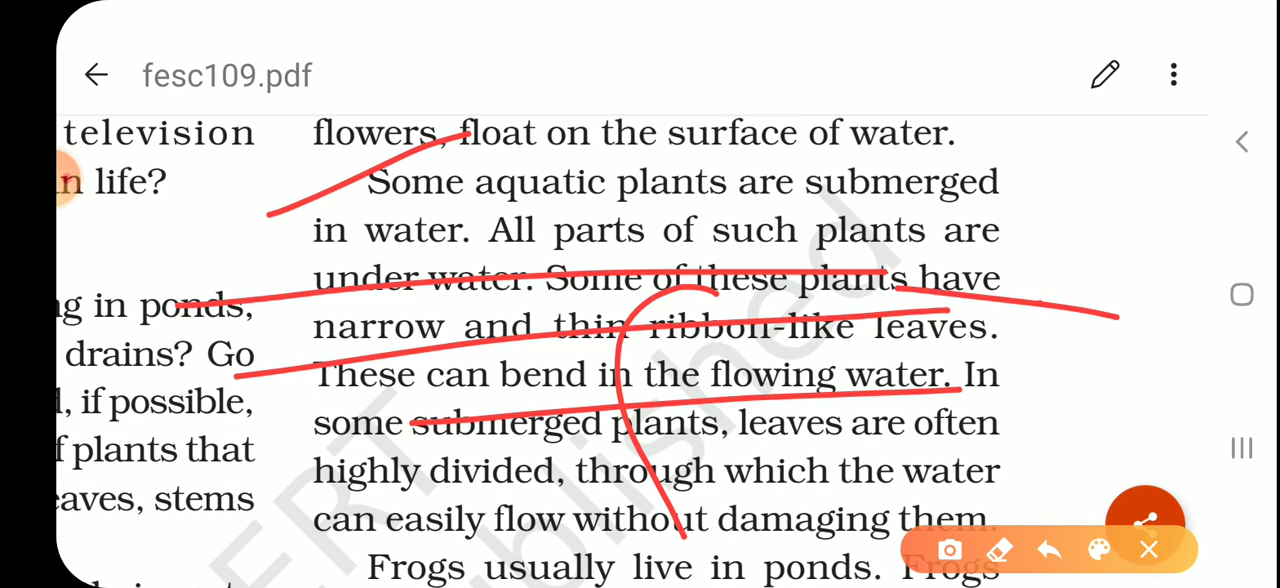 fesc109.pdf
television
in life?
ng in ponds,
drains? Go
, if possible,
f plants that
eaves, stems
flowers, float on the surface of water.
Some aquatic plants are submerged
in water. All parts of such plants are
under water. Some of these plants have
narrow and thin ribbon-like leaves.
These can bend in the flowing water. In
some submerged plants, leaves are often
highly divided, through which the water
can easily flow without damaging them.
Frogs usually live in ponds. Frogs